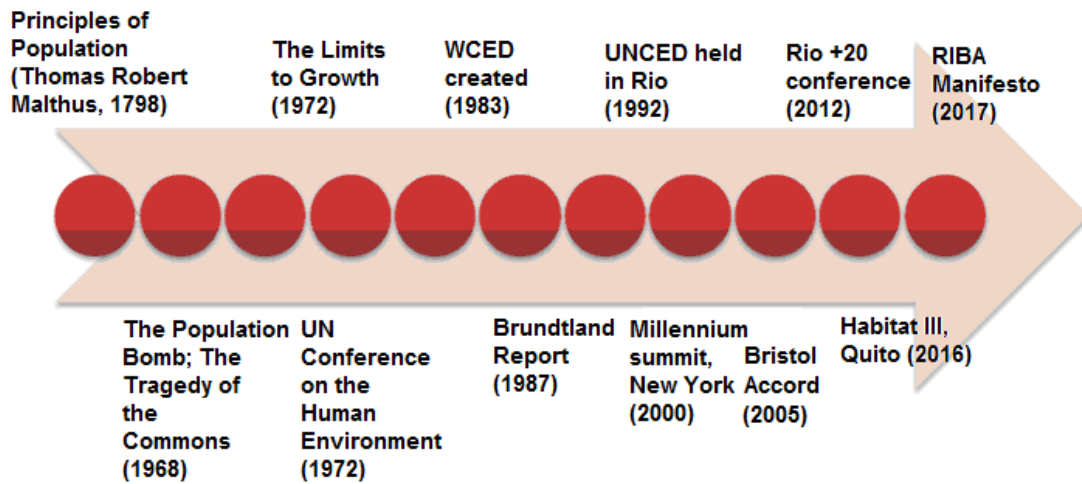 Principles of
Population
(Thomas Robert
Malthus, 1798)
The Limits
to Growth
(1972)
WCED
created
(1983)
UNCED held
in Rio
(1992)
Rio +20
conference
(2012)
RIBA
Manifesto
(2017)
The Population
Bomb; The
Tragedy of
the
Commons
(1968)
UN
Conference
on the
Human
Environment
(1972)
Brundtland
Report
(1987)
Millennium
summit,
New York
(2000)
Bristol
Accord
(2005)
Habitat III,
Quito (2016)